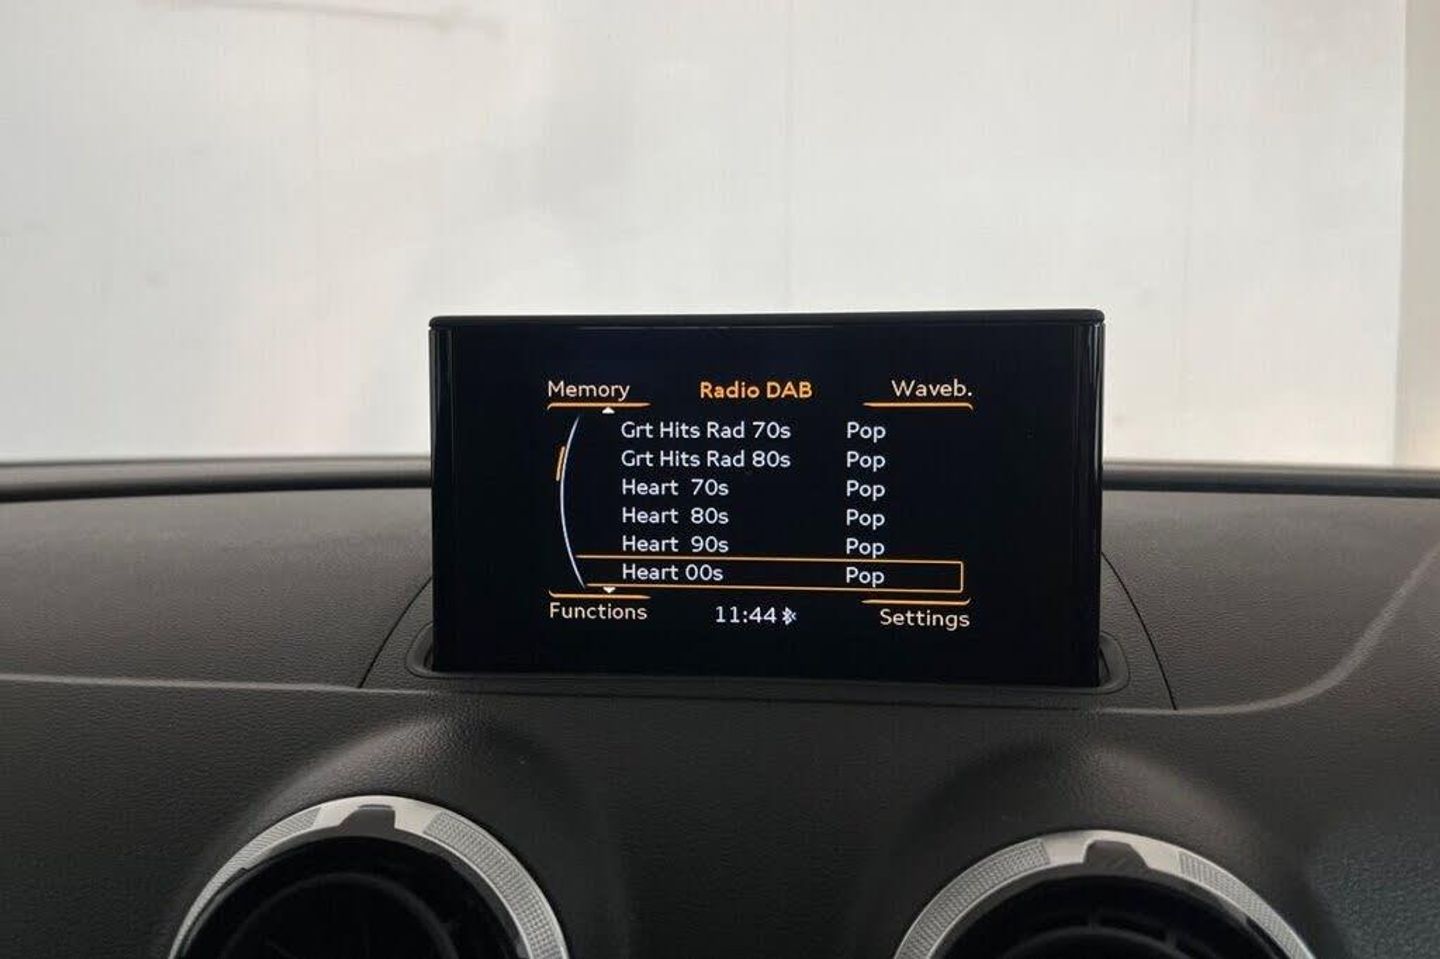 Memory Radio DAB Waveb.
Grt Hits Rad 70s Pop
Grt Hits Rad 80s Pop
Heart 70s Pop
Heart 80s Pop
Heart 90s Pop
Heart 00s Pop
Functions 11:44 Settings